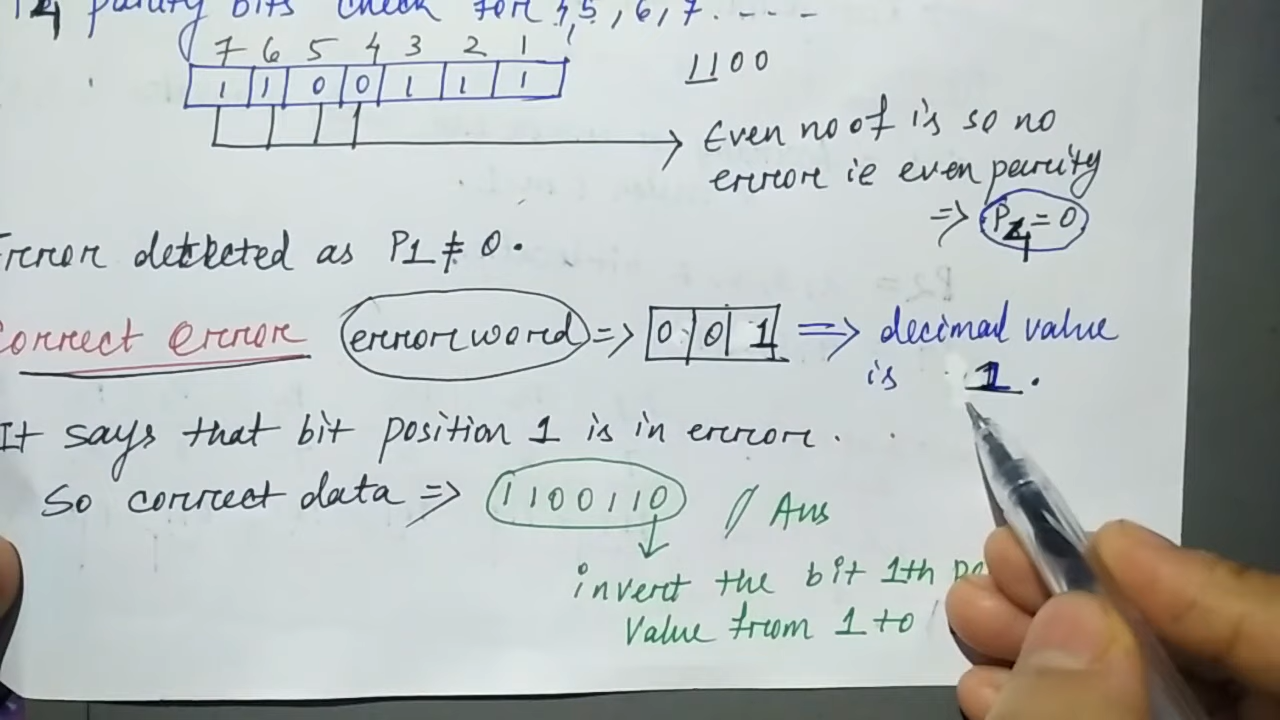 parity bits check for 4,5,6,7. - - -
7 6 5 4 3 2 1
1 1 0 0 1 1 1
1100
Even no of 1s so no
error ie even parity
=> P4 = 0
Error detected as P1 ≠ 0.
Correct error errorword => 0 0 1 => decimal value
is 1.
It says that bit position 1 is in error.
So correct data => 1100110 // Ans
invert the bit 1th
Value from 1 to